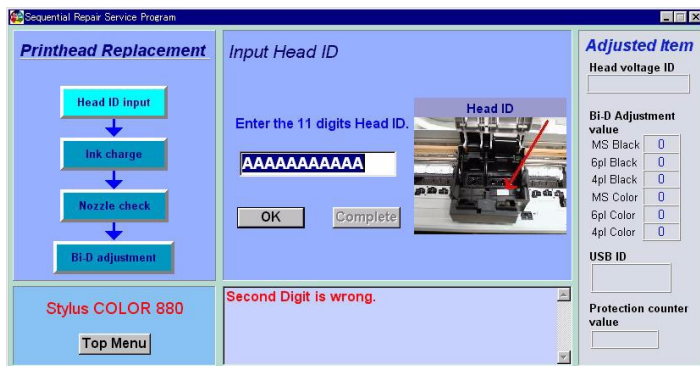 Sequential Repair Service Program
Printhead Replacement
Head ID input
Ink charge
Nozzle check
Bi-D adjustment
Input Head ID
Enter the 11 digits Head ID.
AAAAAAAAAAA
OK
Complete
Head ID
Adjusted Item
Head voltage ID
Bi-D Adjustment
value
MS Black 0
6pl Black 0
4pl Black 0
MS Color 0
6pl Color 0
4pl Color 0
USB ID
Protection counter
value
Stylus COLOR 880
Top Menu
Second Digit is wrong.